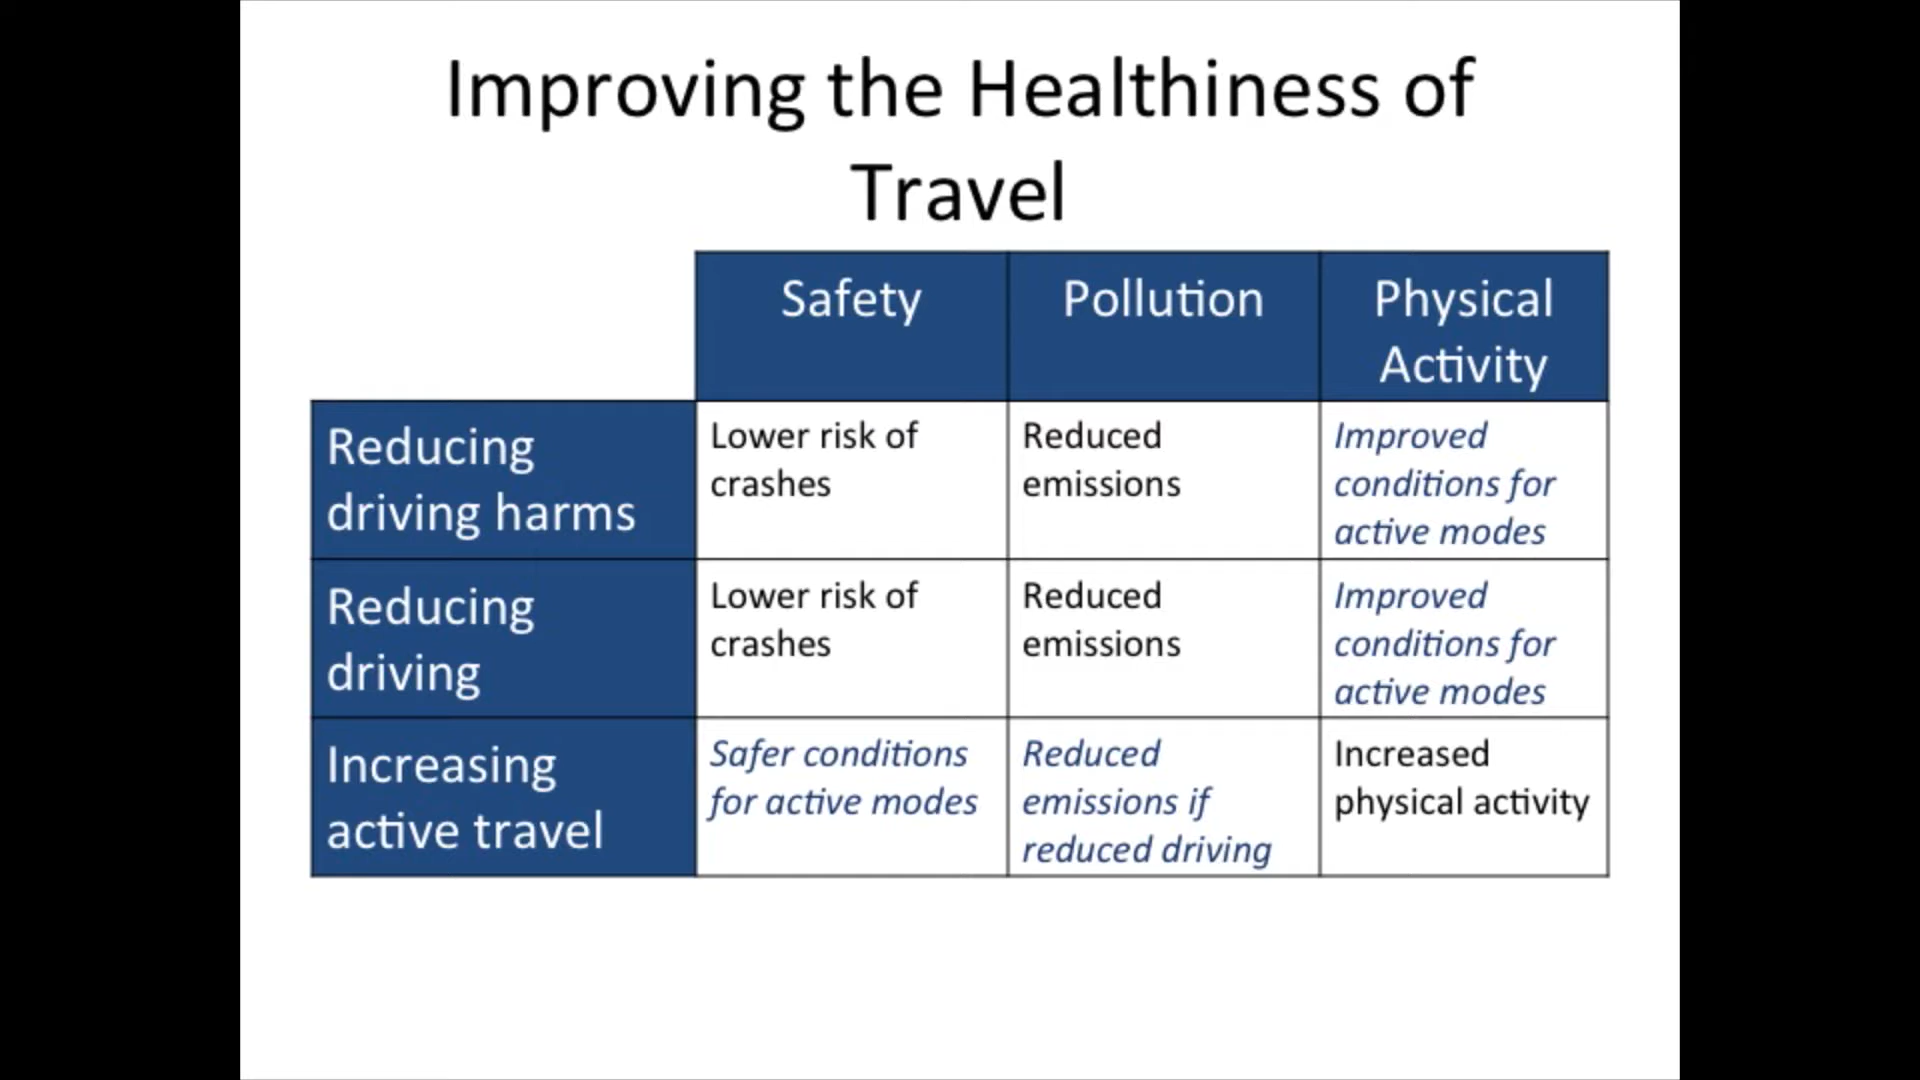 Improving the Healthiness of
Travel
Safety
Pollution
Physical
Activity
Reducing
driving harms
Lower risk of
crashes
Reduced
emissions
Improved
conditions for
active modes
Reducing
driving
Lower risk of
crashes
Reduced
emissions
Improved
conditions for
active modes
Increasing
active travel
Safer conditions
for active modes
Reduced
emissions if
reduced driving
Increased
physical activity